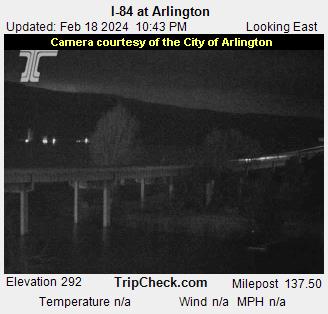 I-84 at Arlington
Updated: Feb 18 2024 10:43 PM Looking East
Camera courtesy of the City of Arlington
Elevation 292 TripCheck.com Milepost 137.50
Temperature n/a Wind n/a MPH n/a